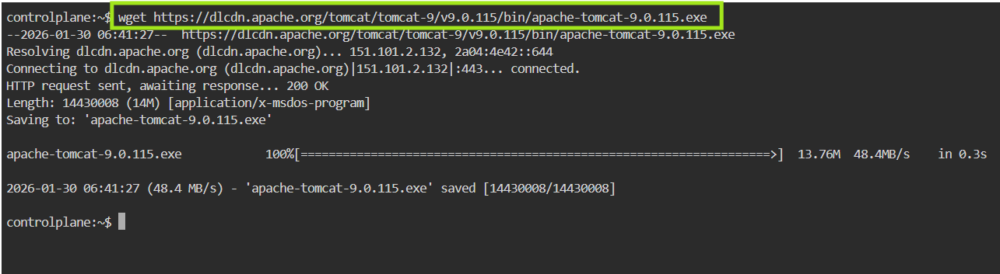 controlplane:~$ wget https://dlcdn.apache.org/tomcat/tomcat-9/v9.0.115/bin/apache-tomcat-9.0.115.exe
--2026-01-30 06:41:27--  https://dlcdn.apache.org/tomcat/tomcat-9/v9.0.115/bin/apache-tomcat-9.0.115.exe
Resolving dlcdn.apache.org (dlcdn.apache.org)... 151.101.2.132, 2a04:4e42::644
Connecting to dlcdn.apache.org (dlcdn.apache.org)|151.101.2.132|:443... connected.
HTTP request sent, awaiting response... 200 OK
Length: 14430008 (14M) [application/x-msdos-program]
Saving to: 'apache-tomcat-9.0.115.exe'
apache-tomcat-9.0.115.exe            100%[===================================================================>]  13.76M  48.4MB/s    in 0.3s
2026-01-30 06:41:27 (48.4 MB/s) - 'apache-tomcat-9.0.115.exe' saved [14430008/14430008]
controlplane:~$